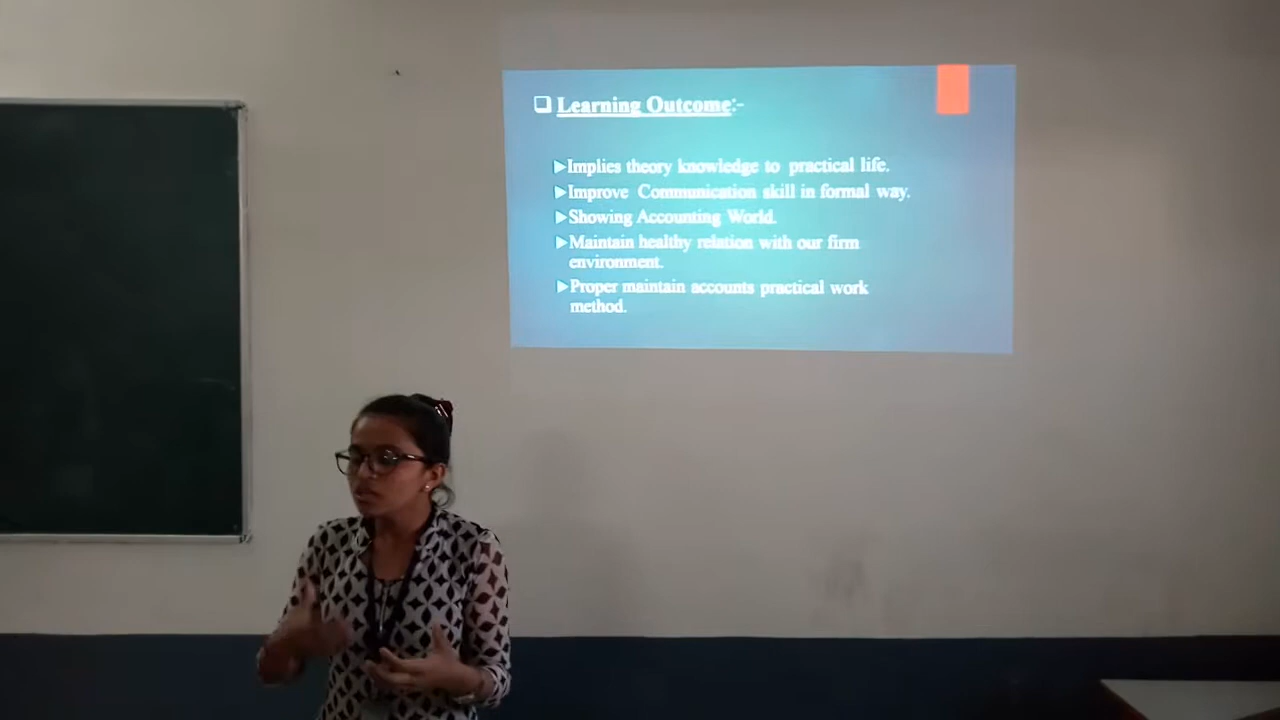 ❑ Learning Outcome:-
➤Implies theory knowledge to practical life.
➤Improve Communication skill in formal way.
➤Showing Accounting World.
➤Maintain healthy relation with our firm
environment.
➤Proper maintain accounts practical work
method.